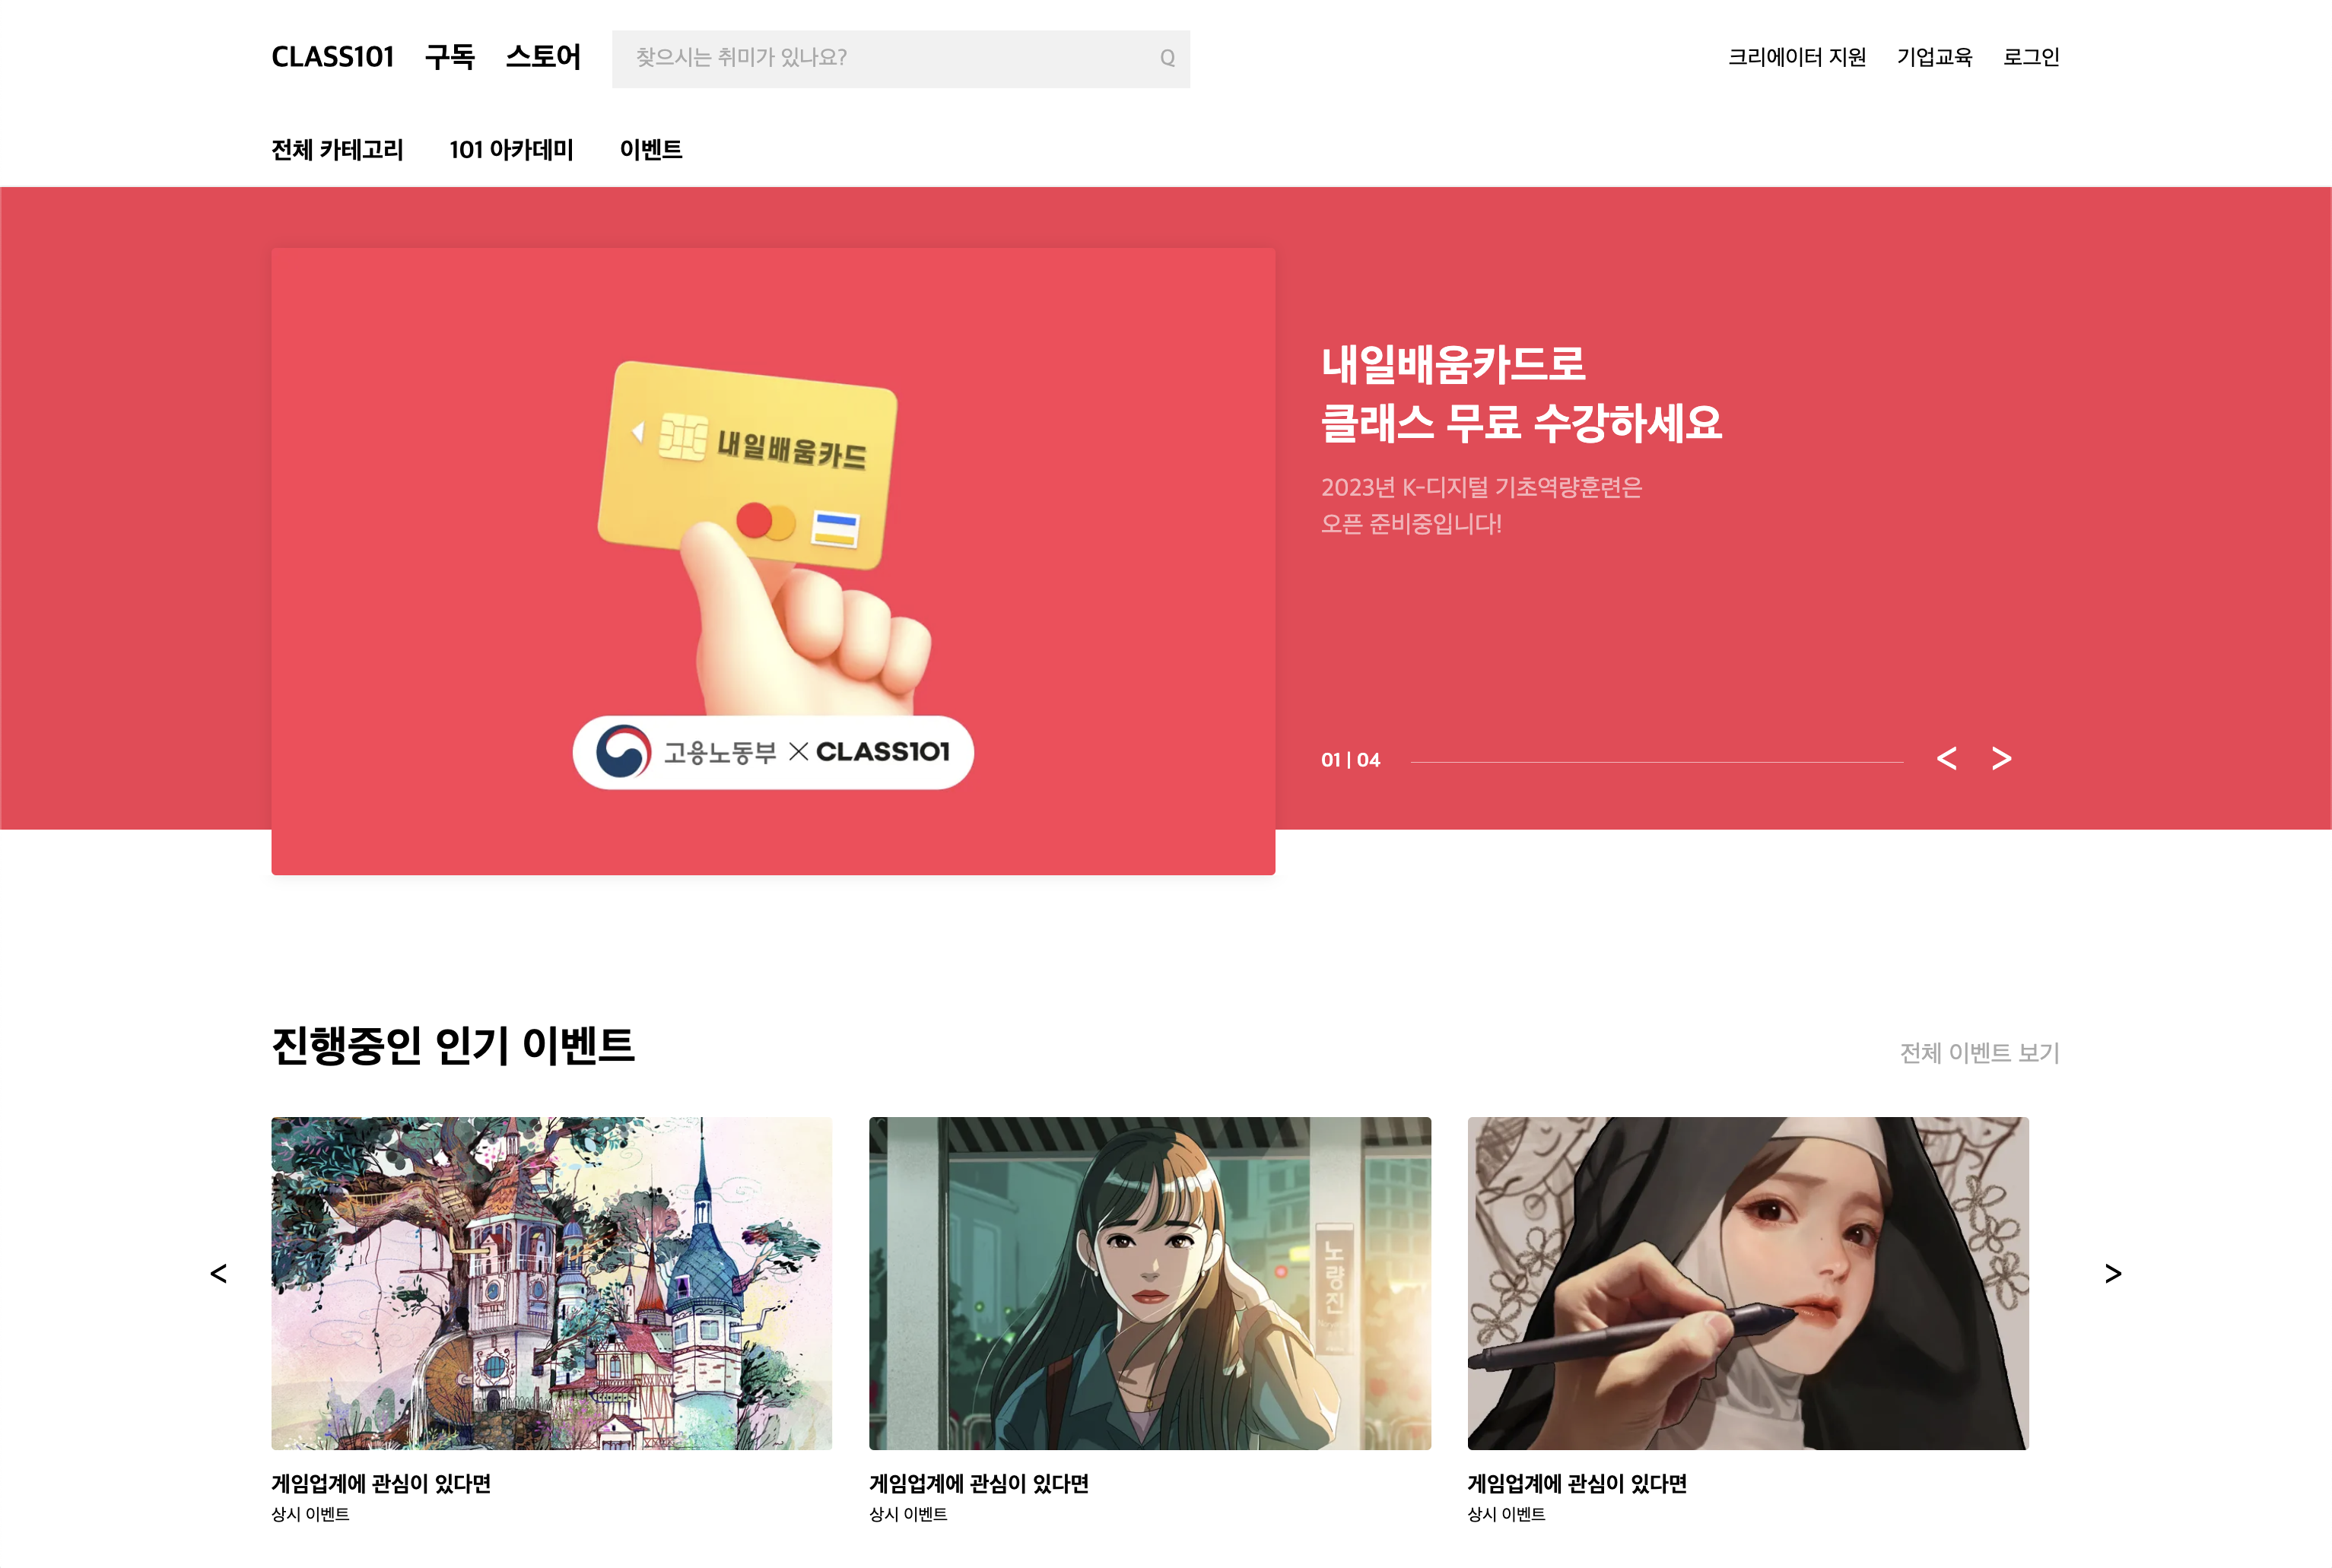 CLASS101 구독 스토어 찾으시는 취미가 있나요? Q 크리에이터 지원 기업교육 로그인
전체 카테고리 101 아카데미 이벤트
내일배움카드
고용노동부 × CLASS101
내일배움카드로
클래스 무료 수강하세요
2023년 K-디지털 기초역량훈련은
오픈 준비중입니다!
01 | 04 < >
진행중인 인기 이벤트 전체 이벤트 보기
<
노량진
>
게임업계에 관심이 있다면 게임업계에 관심이 있다면 게임업계에 관심이 있다면
상시 이벤트 상시 이벤트 상시 이벤트